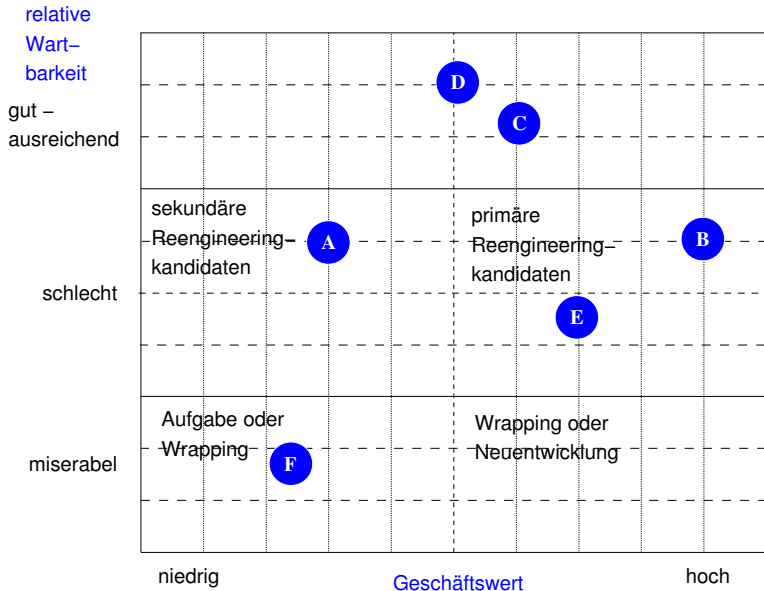 relative
Wart–
barkeit
gut –
ausreichend
D
C
sekundäre
Reengineering–
kandidaten
A
primäre
Reengineering–
kandidaten
B
schlecht
E
Aufgabe oder
Wrapping
F
Wrapping oder
Neuentwicklung
miserabel
niedrig
Geschäftswert
hoch